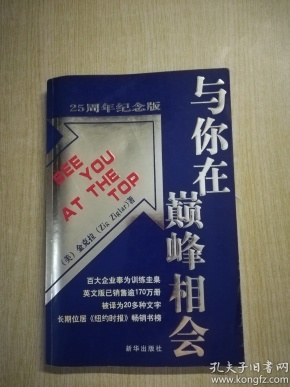 25周年纪念版
与你在巅峰相会
SEE
YOU
AT THE
TOP
(美) 金克拉 (Zig Ziglar) 著
百大企业奉为训练圭臬
英文版已销售逾170万册
被译为20多种文字
长期位居《纽约时报》畅销书榜
新华出版社
孔夫子旧书网